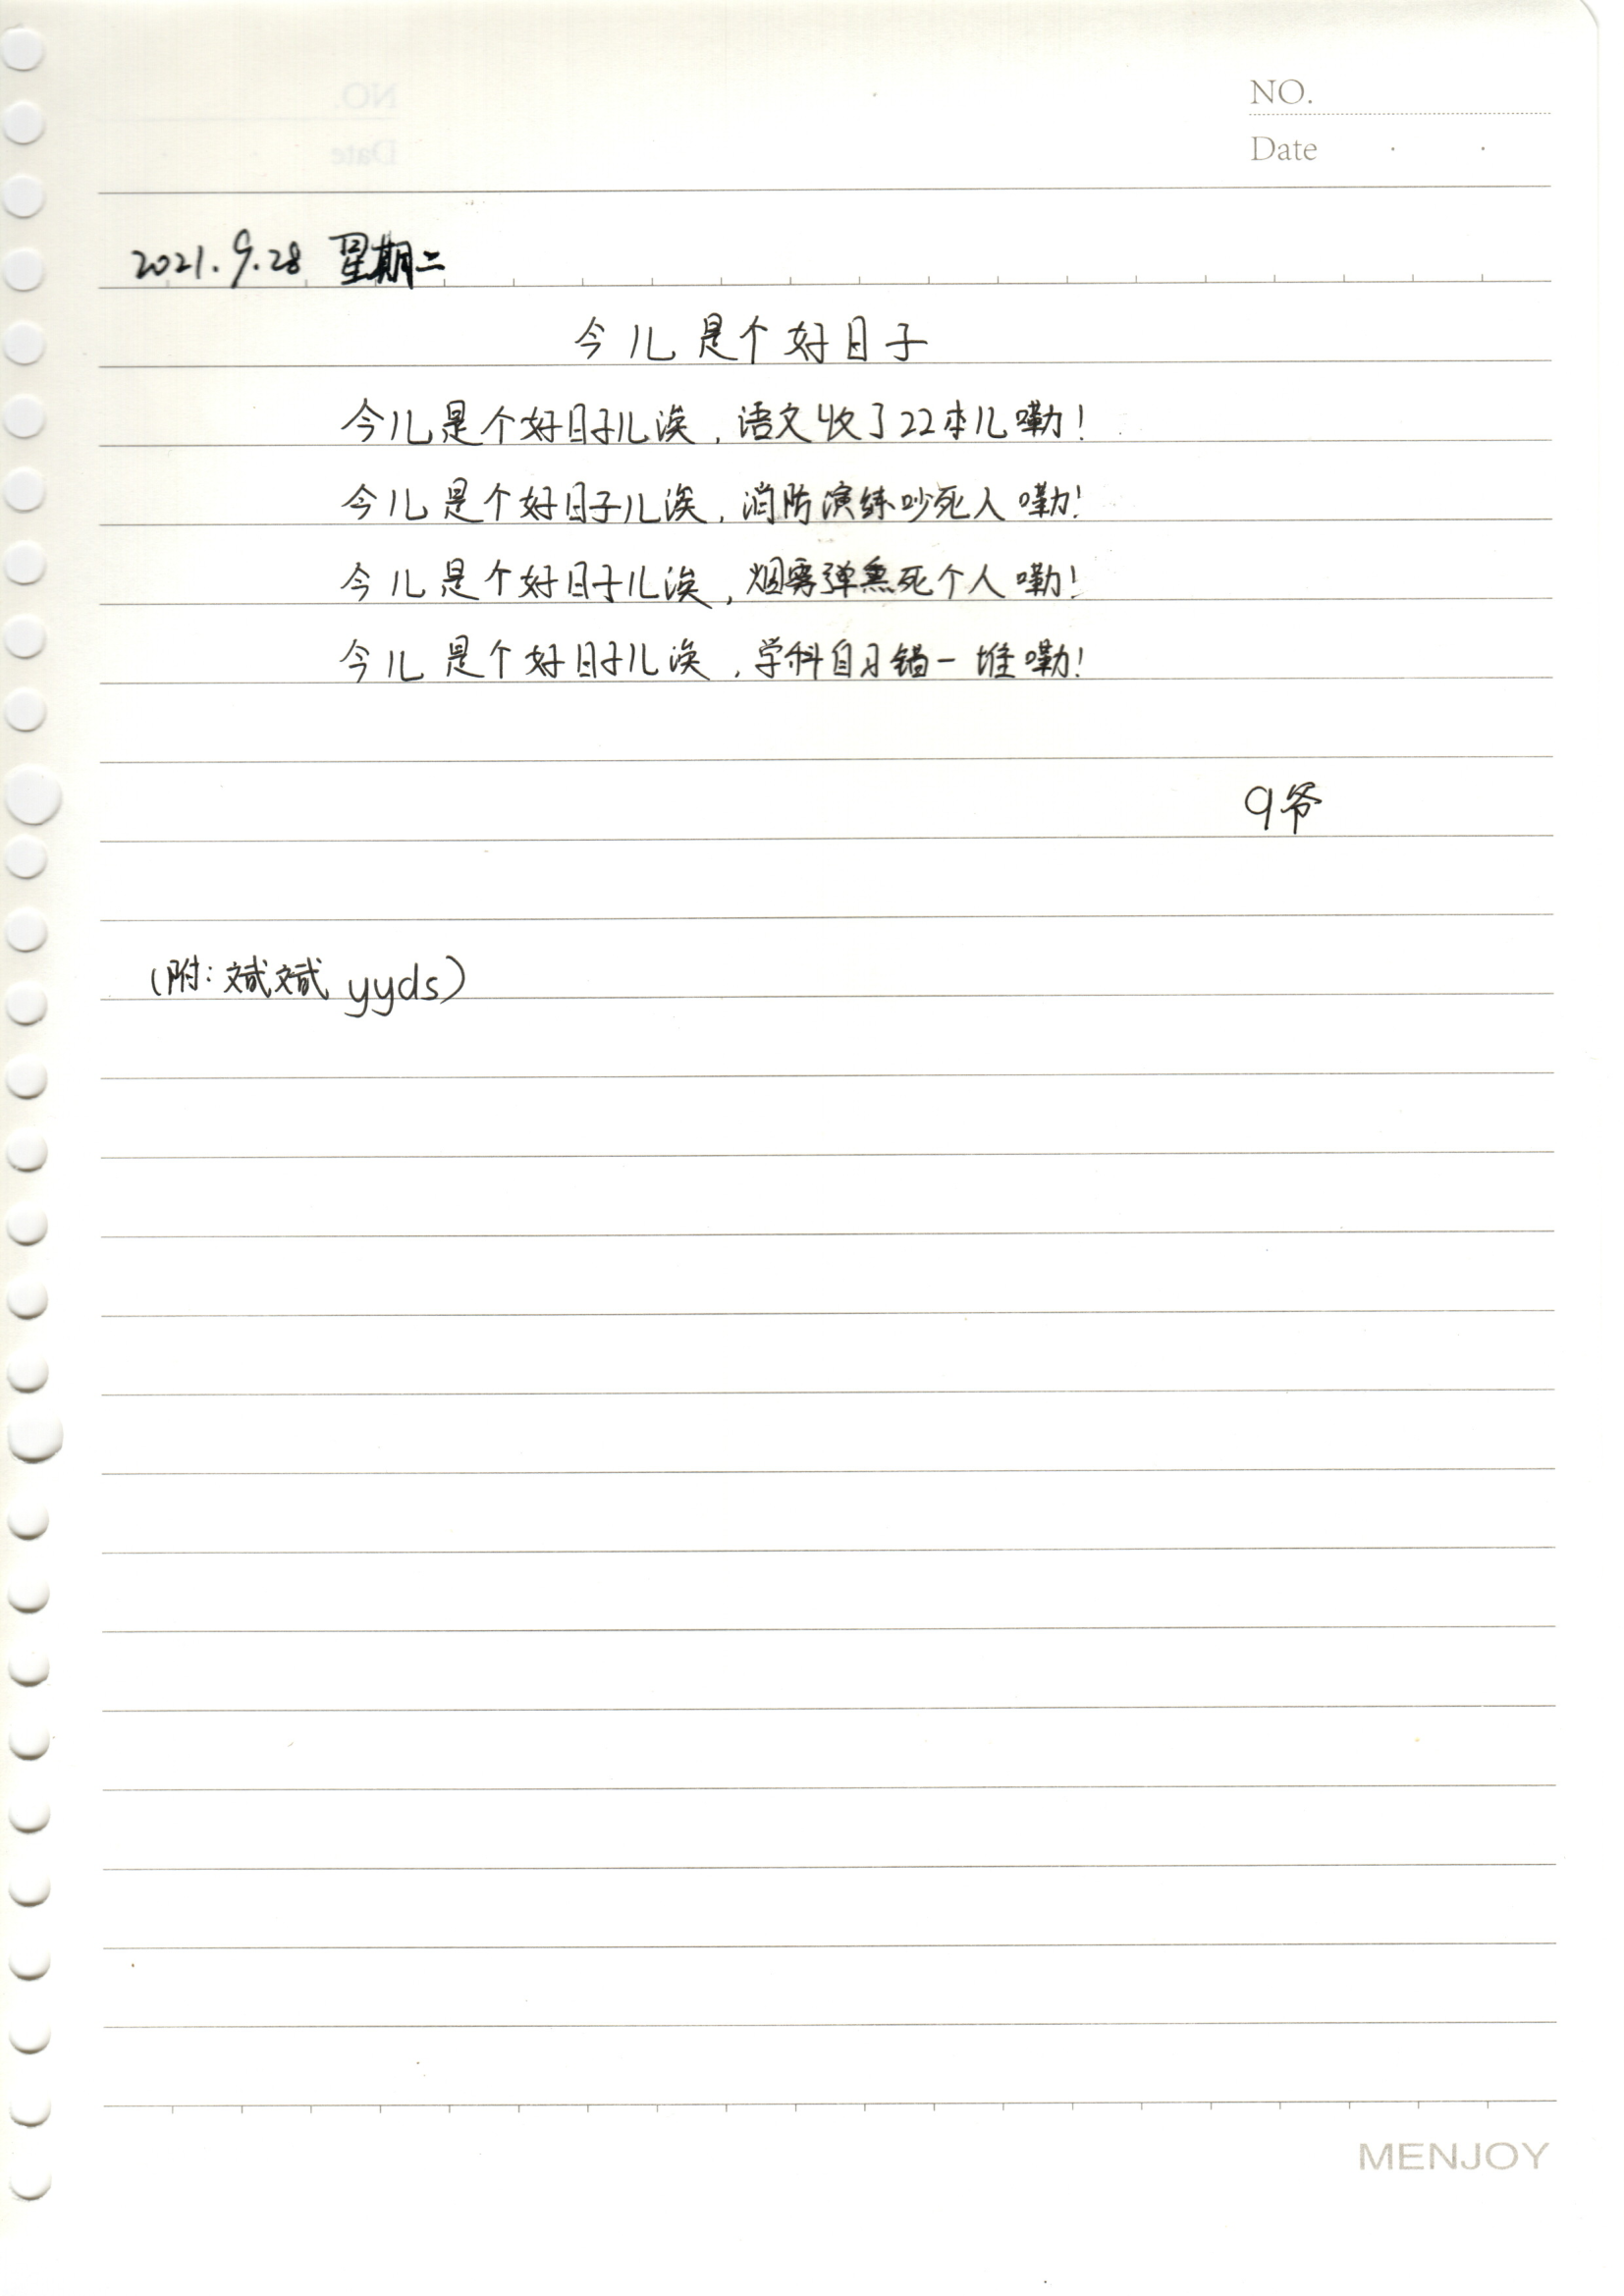 NO.
Date
2021.9.28 星期二
今儿是个好日子
今儿是个好日子儿涘，语文收了22本儿嘞！
今儿是个好日子儿涘，消防演练吵死人嘞！
今儿是个好日子儿涘，烟雾弹熏死个人嘞！
今儿是个好日子儿涘，学科自习错一堆嘞！
9爷
（附：斌斌 yyds）
MENJOY